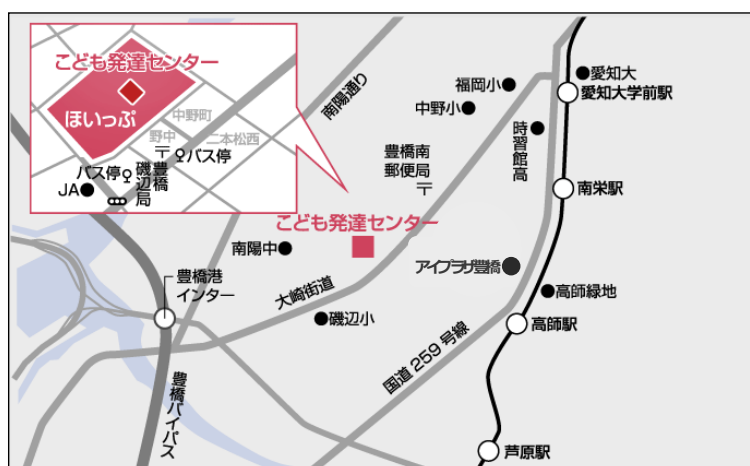 こども発達センター
ほいっぷ
中野町
野中
二本松西
〒
バス停
豊橋
磯辺局
バス停
JA
南陽通り
福岡小
愛知大
愛知大学前駅
中野小
時習館高
豊橋南
郵便局
〒
南栄駅
こども発達センター
南陽中
アイプラザ豊橋
豊橋港
インター
大崎街道
高師緑地
磯辺小
高師駅
国道259号線
豊橋バイパス
芦原駅